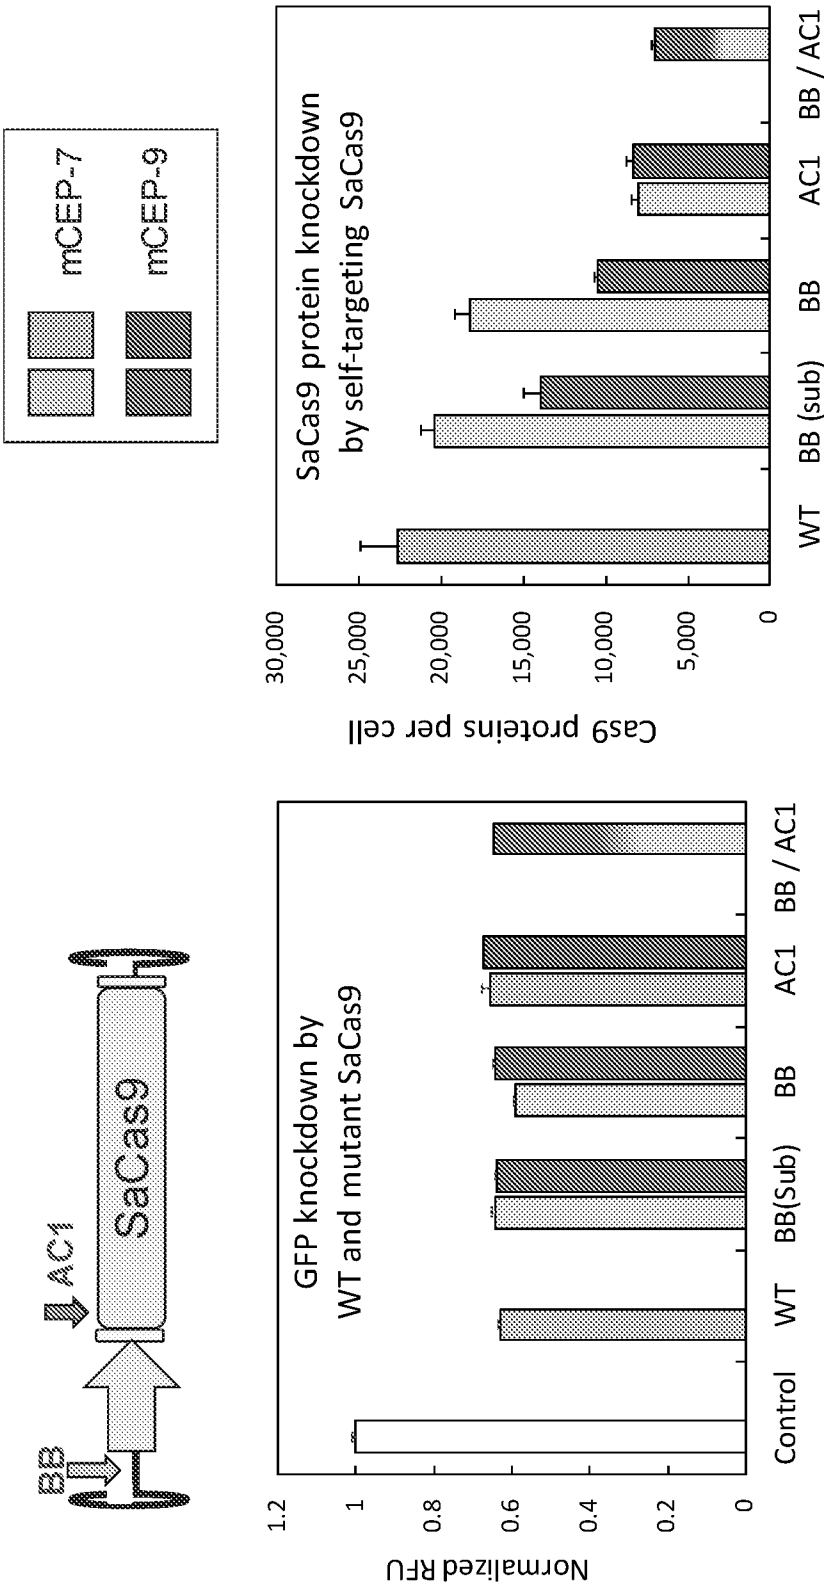 BB
AC1
SaCas9
mCEP-7
mCEP-9
GFP knockdown by
WT and mutant SaCas9
Normalized RFU
1.2
1
0.8
0.6
0.4
0.2
0
Control
WT
BB(Sub)
BB
AC1
BB / AC1
SaCas9 protein knockdown
by self-targeting SaCas9
Cas9 proteins per cell
30,000
25,000
20,000
15,000
10,000
5,000
0
WT
BB (sub)
BB
AC1
BB / AC1